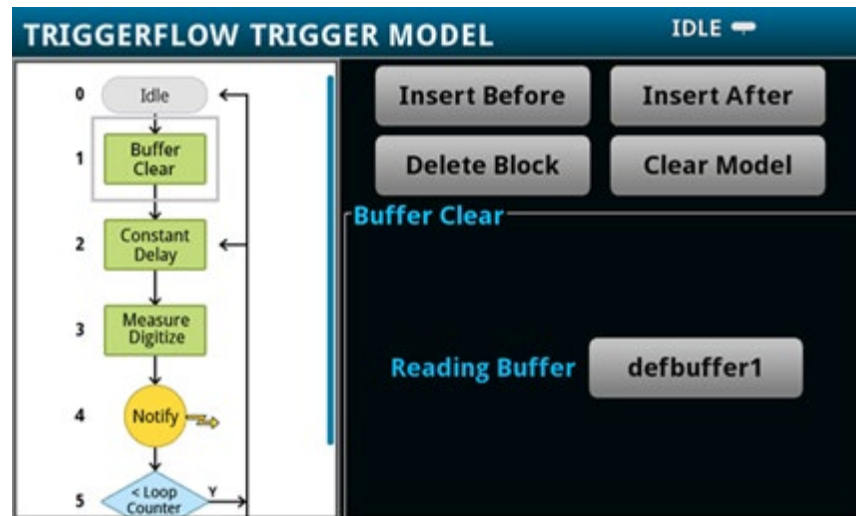 TRIGGERFLOW TRIGGER MODEL
IDLE
0
Idle
1
Buffer
Clear
2
Constant
Delay
3
Measure
Digitize
4
Notify
5
< Loop
Counter
Y
Insert Before
Insert After
Delete Block
Clear Model
Buffer Clear
Reading Buffer
defbuffer1